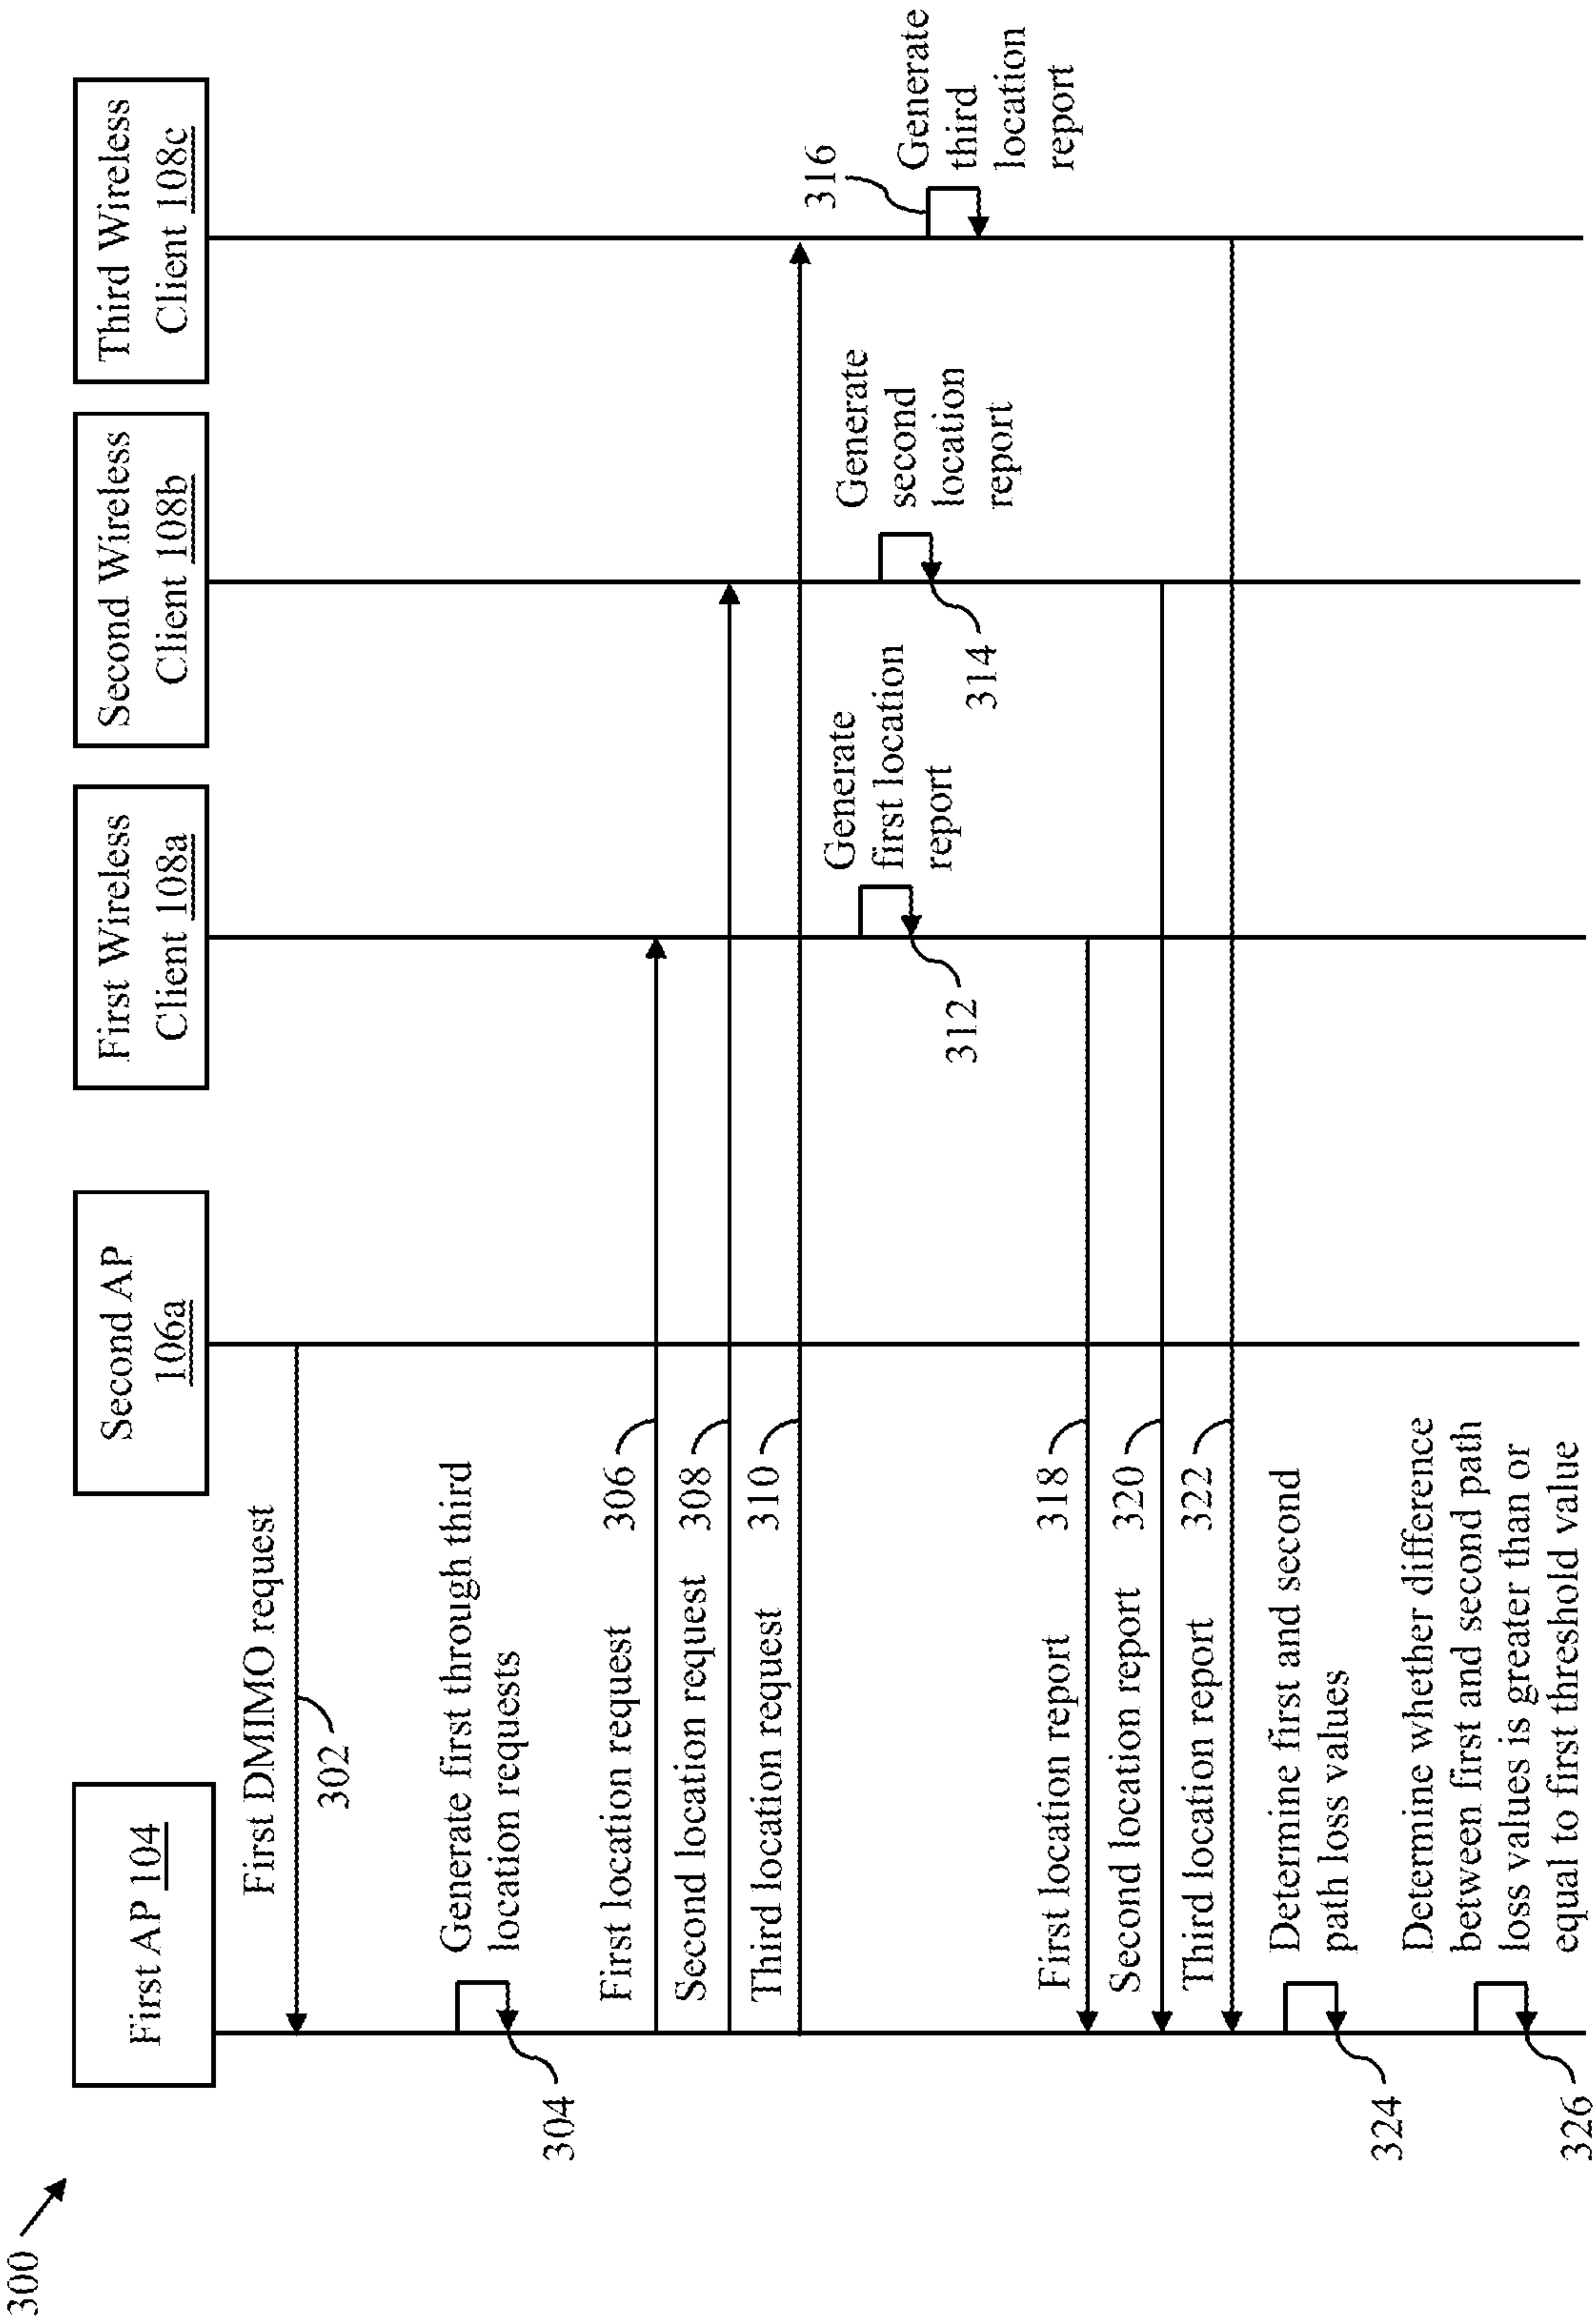 300
First AP 104
Second AP
106a
First Wireless
Client 108a
Second Wireless
Client 108b
Third Wireless
Client 108c
First DMIMO request
302
Generate first through third
location requests
304
First location request
306
Second location request
308
Third location request
310
Generate
first location
report
312
Generate
second
location
report
314
Generate
third
location
report
316
First location report
318
Second location report
320
Third location report
322
Determine first and second
path loss values
324
Determine whether difference
between first and second path
loss values is greater than or
equal to first threshold value
326